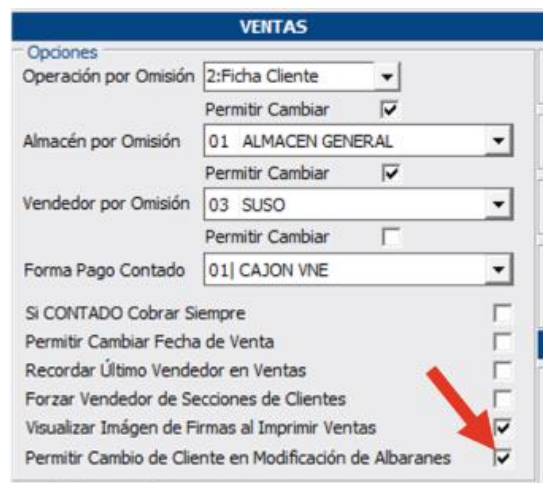 VENTAS
Opciones
Operación por Omisión 2:Ficha Cliente
Permitir Cambiar
Almacén por Omisión 01 ALMACEN GENERAL
Permitir Cambiar
Vendedor por Omisión 03 SUSO
Permitir Cambiar
Forma Pago Contado 01| CAJON VNE
Si CONTADO Cobrar Siempre
Permitir Cambiar Fecha de Venta
Recordar Último Vendedor en Ventas
Forzar Vendedor de Secciones de Clientes
Visualizar Imágen de Firmas al Imprimir Ventas
Permitir Cambio de Cliente en Modificación de Albaranes